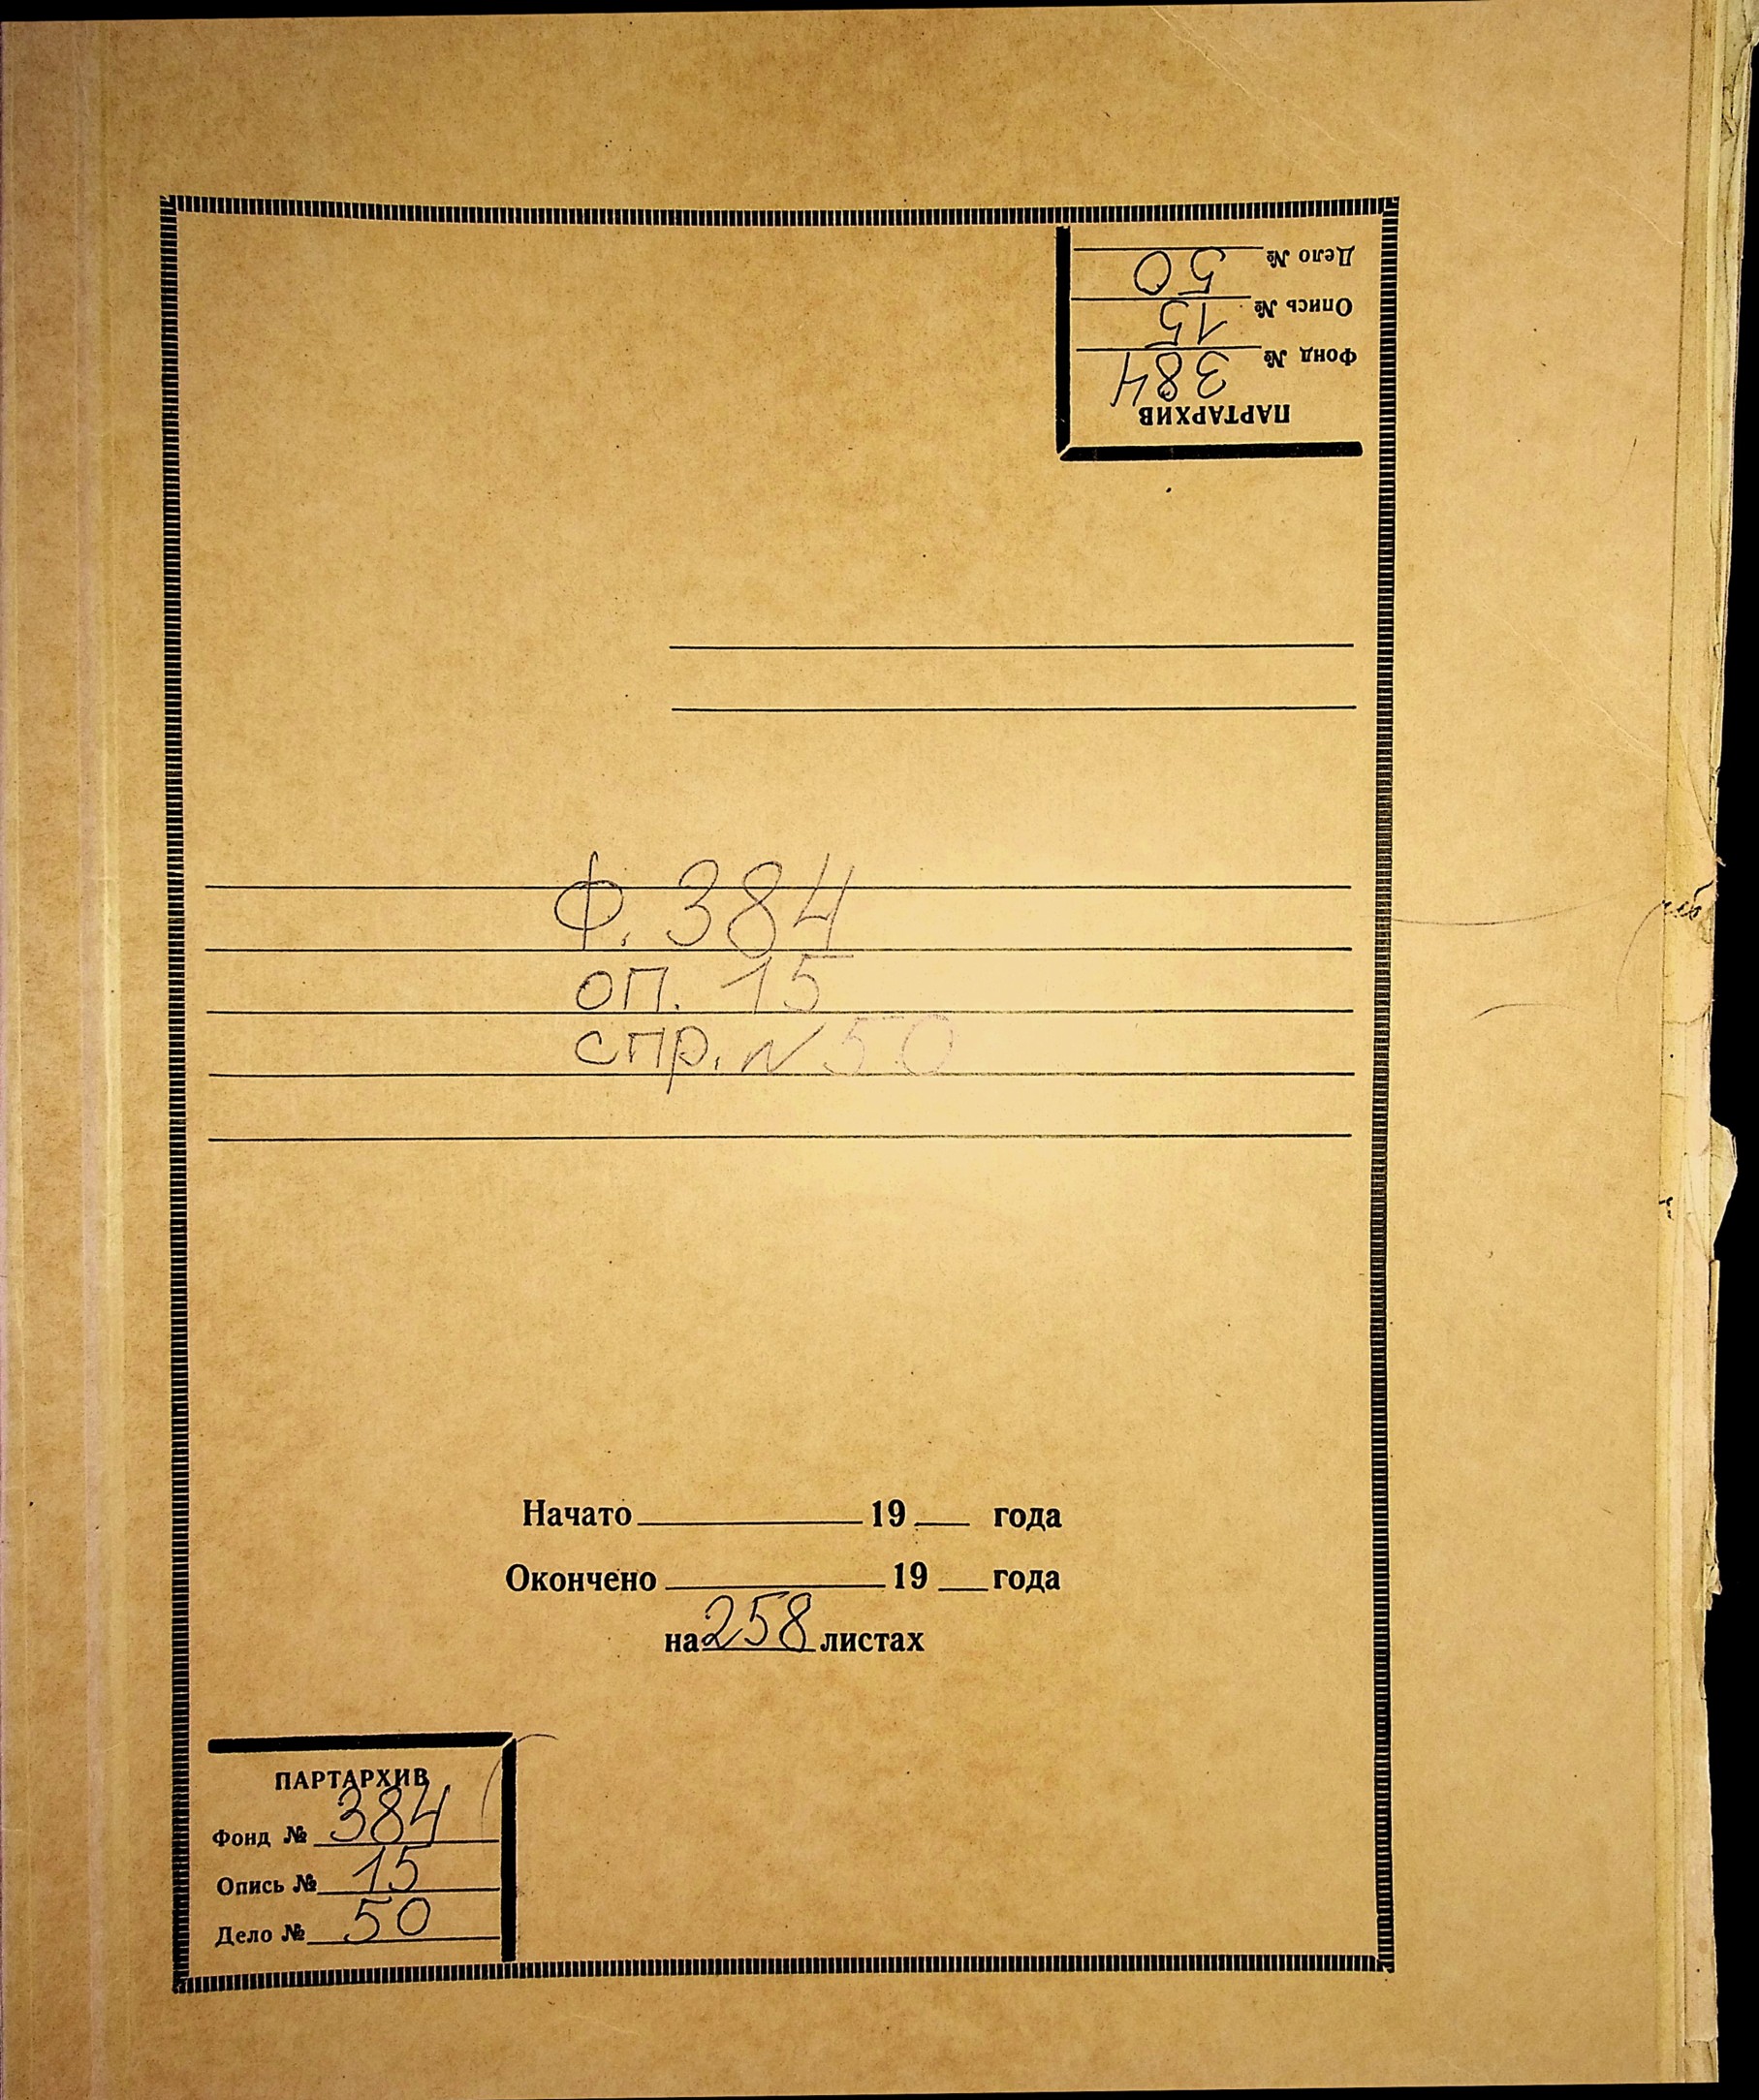 Дело № 50
Опись № 15
Фонд № 384
ПАРТАРХИВ
Ф. 384
оп. 15
спр. № 50
Начато 19 года
Окончено 19 года
на 258 листах
ПАРТАРХИВ
Фонд № 384
Опись № 15
Дело № 50